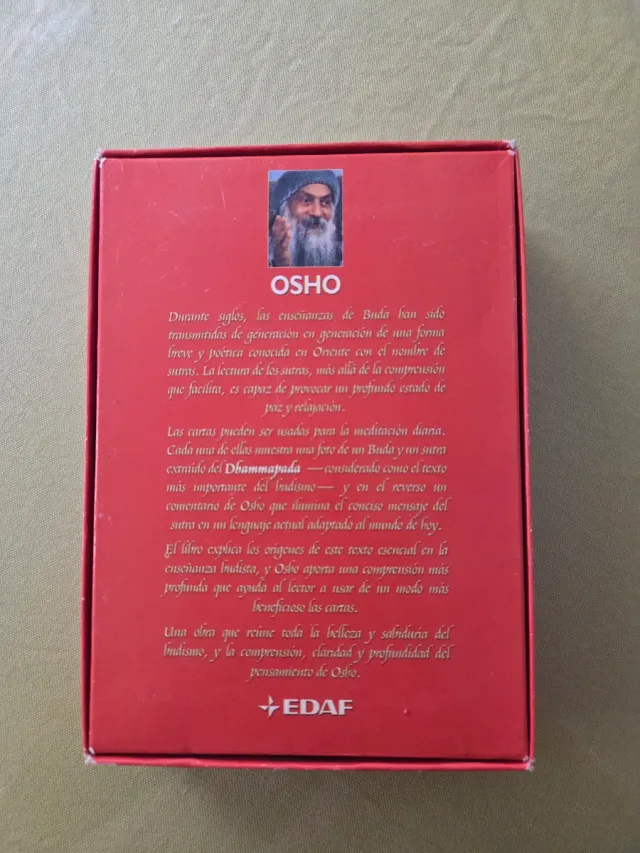 OSHO
Durante siglos, las enseñanzas de Buda han sido
transmitidas de generación en generación de una forma
breve y poética conocida en Oriente con el nombre de
sutras. La lectura de los sutras, más allá de la comprensión
que facilita, es capaz de provocar un profundo estado de
paz y relajación.
Las cartas pueden ser usadas para la meditación diaria.
Cada una de ellas muestra una foto de un Buda y un sutra
extraído del Dhammapada —considerado como el texto
más importante del budismo— y en el reverso un
comentario de Osho que ilumina el conciso mensaje del
sutra en un lenguaje actual adaptado al mundo de hoy.
El libro explica los orígenes de este texto esencial en la
enseñanza budista, y Osho aporta una comprensión más
profunda que ayuda al lector a usar de un modo más
beneficioso las cartas.
Una obra que reúne toda la belleza y sabiduría del
budismo, y la comprensión, claridad y profundidad del
pensamiento de Osho.
EDAF